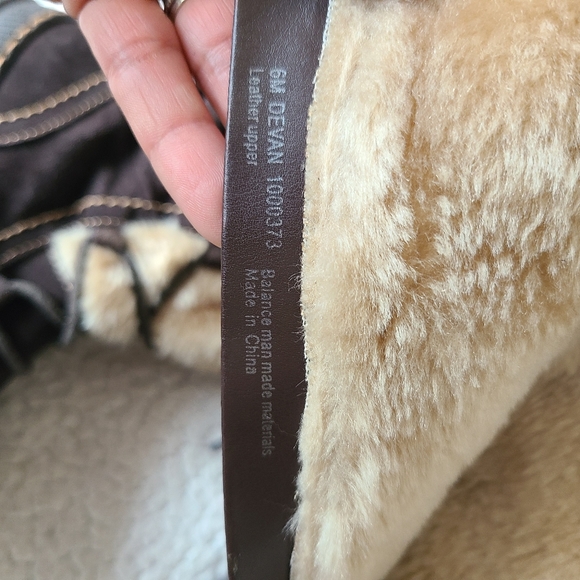 6M DEVAN 1000373
Leather upper
Balance man made materials
Made in China